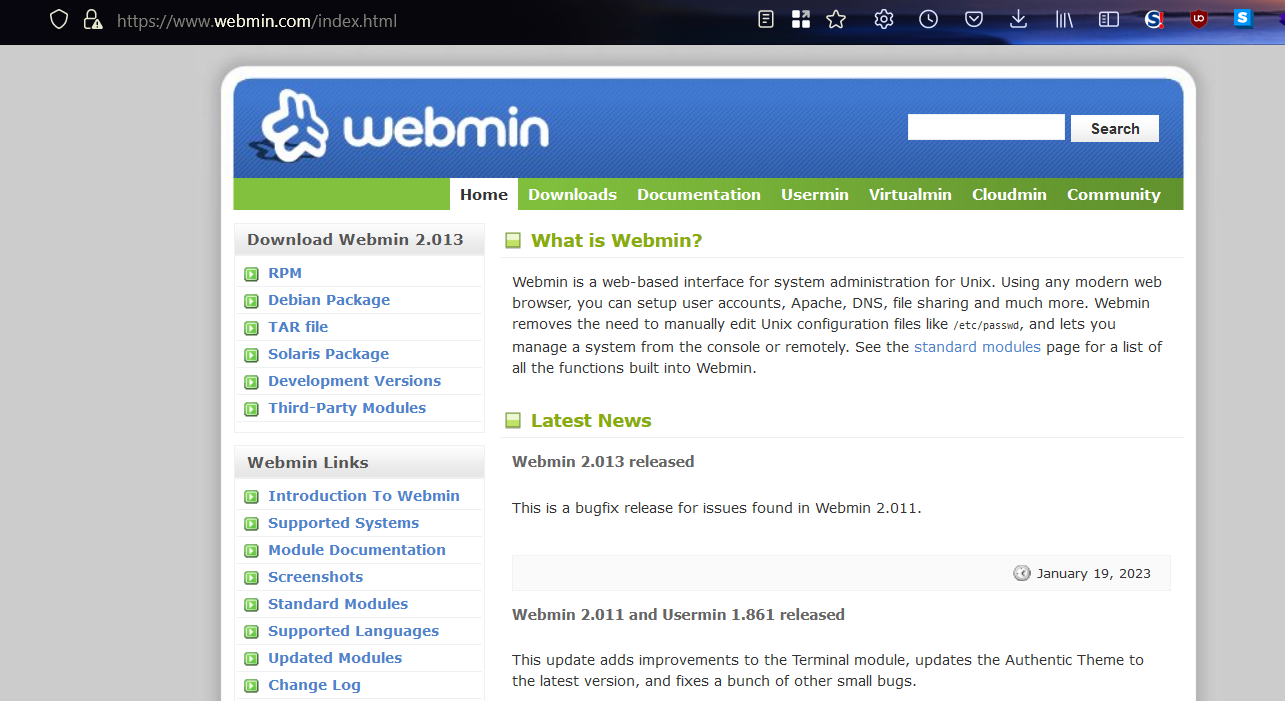 https://www.webmin.com/index.html
webmin
Search
Home Downloads Documentation Usermin Virtualmin Cloudmin Community
Download Webmin 2.013
RPM
Debian Package
TAR file
Solaris Package
Development Versions
Third-Party Modules
Webmin Links
Introduction To Webmin
Supported Systems
Module Documentation
Screenshots
Standard Modules
Supported Languages
Updated Modules
Change Log
What is Webmin?
Webmin is a web-based interface for system administration for Unix. Using any modern web
browser, you can setup user accounts, Apache, DNS, file sharing and much more. Webmin
removes the need to manually edit Unix configuration files like /etc/passwd, and lets you
manage a system from the console or remotely. See the standard modules page for a list of
all the functions built into Webmin.
Latest News
Webmin 2.013 released
This is a bugfix release for issues found in Webmin 2.011.
January 19, 2023
Webmin 2.011 and Usermin 1.861 released
This update adds improvements to the Terminal module, updates the Authentic Theme to
the latest version, and fixes a bunch of other small bugs.